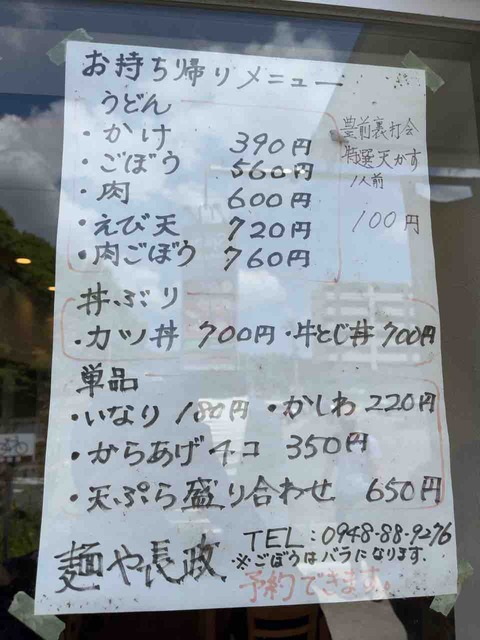 お持ち帰りメニュー
うどん
・かけ 390円
・ごぼう 560円
・肉 600円
・えび天 720円
・肉ごぼう 760円
豊前裏打会
特選天かす
1人前
100円
丼ぶり
・カツ丼 700円 ・牛とじ丼 700円
単品
・いなり 180円 ・かしわ 220円
・からあげ4コ 350円
・天ぷら盛り合わせ 650円
麺や長政
TEL:0948-88-9276
※ごぼうはバラになります。
予約できます。